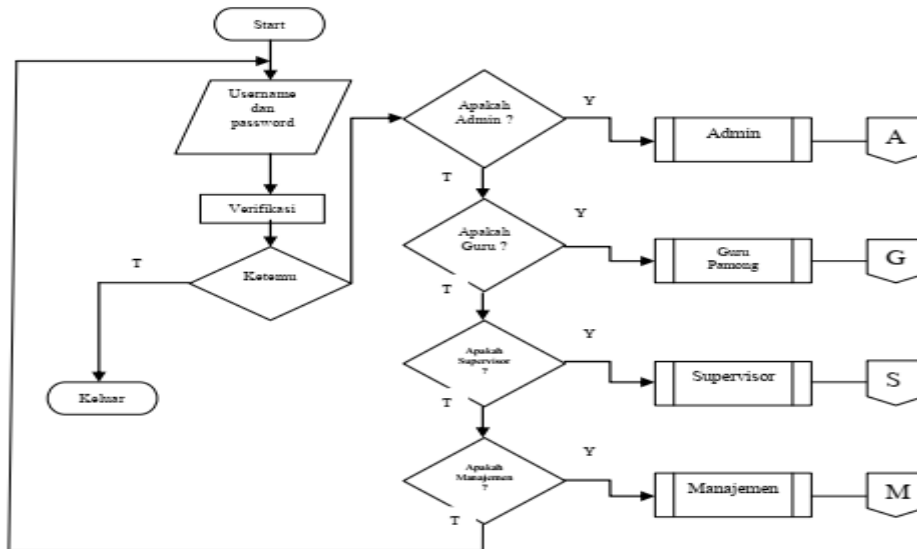 Start
Username
dan
password
Verifikasi
Ketemu
T
Keluar
Apakah
Admin ?
Y
Admin
A
T
Apakah
Guru ?
Y
Guru
Pamong
G
T
Apakah
Supervisor
?
Y
Supervisor
S
T
Apakah
Manajemen
?
Y
Manajemen
M
T